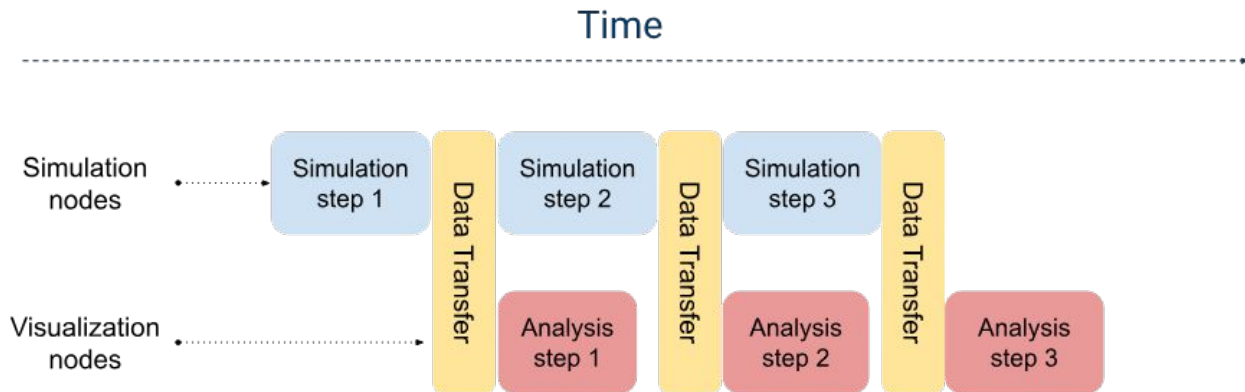 Time
Simulation
nodes
Simulation
step 1
Data Transfer
Simulation
step 2
Data Transfer
Simulation
step 3
Data Transfer
Visualization
nodes
Analysis
step 1
Analysis
step 2
Analysis
step 3